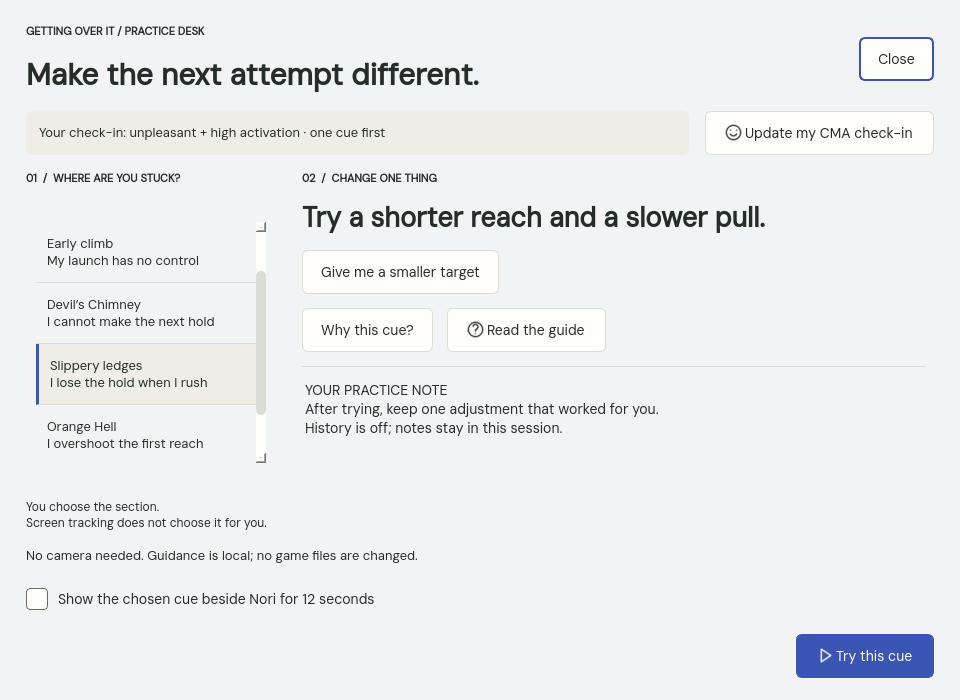 GETTING OVER IT / PRACTICE DESK
Make the next attempt different.
Close
Your check-in: unpleasant + high activation · one cue first
Update my CMA check-in
01 / WHERE ARE YOU STUCK?
Early climb
My launch has no control
Devil’s Chimney
I cannot make the next hold
Slippery ledges
I lose the hold when I rush
Orange Hell
I overshoot the first reach
02 / CHANGE ONE THING
Try a shorter reach and a slower pull.
Give me a smaller target
Why this cue?
Read the guide
YOUR PRACTICE NOTE
After trying, keep one adjustment that worked for you.
History is off; notes stay in this session.
You choose the section.
Screen tracking does not choose it for you.
No camera needed. Guidance is local; no game files are changed.
Show the chosen cue beside Nori for 12 seconds
Try this cue